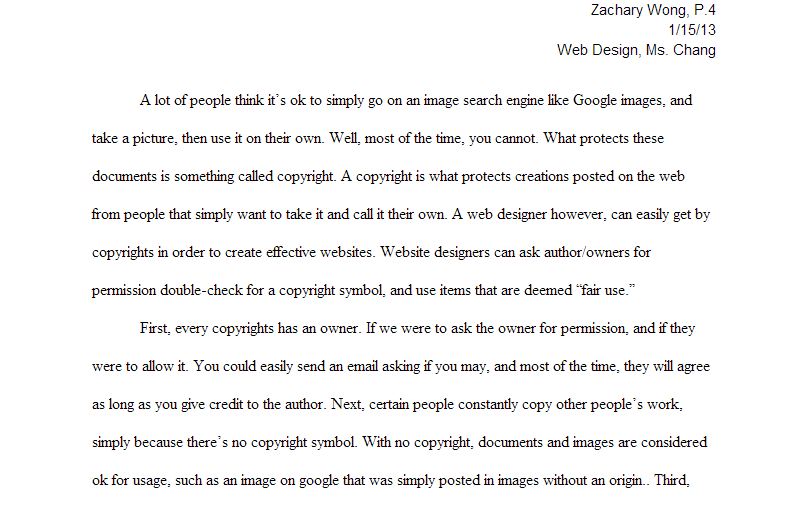 Zachary Wong, P.4
1/15/13
Web Design, Ms. Chang
A lot of people think it’s ok to simply go on an image search engine like Google images, and
take a picture, then use it on their own. Well, most of the time, you cannot. What protects these
documents is something called copyright. A copyright is what protects creations posted on the web
from people that simply want to take it and call it their own. A web designer however, can easily get by
copyrights in order to create effective websites. Website designers can ask author/owners for
permission double-check for a copyright symbol, and use items that are deemed “fair use.”
First, every copyrights has an owner. If we were to ask the owner for permission, and if they
were to allow it. You could easily send an email asking if you may, and most of the time, they will agree
as long as you give credit to the author. Next, certain people constantly copy other people’s work,
simply because there’s no copyright symbol. With no copyright, documents and images are considered
ok for usage, such as an image on google that was simply posted in images without an origin.. Third,